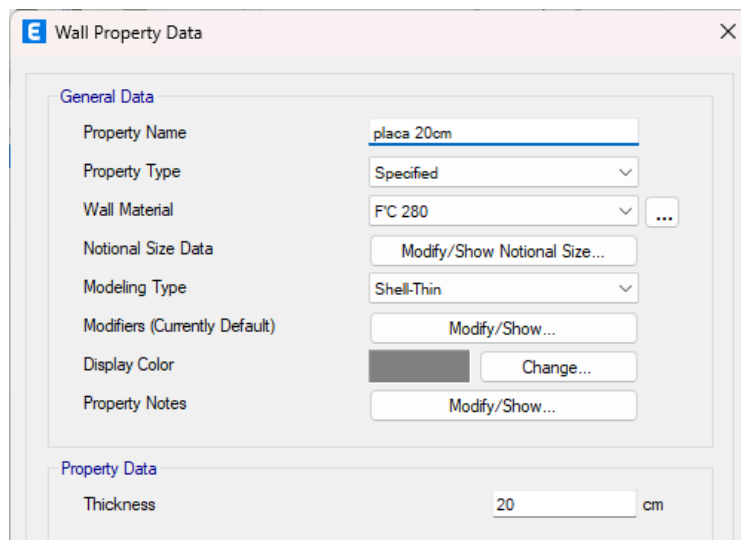 E Wall Property Data
General Data
Property Name placa 20cm
Property Type Specified
Wall Material F'C 280 ...
Notional Size Data Modify/Show Notional Size...
Modeling Type Shell-Thin
Modifiers (Currently Default) Modify/Show...
Display Color Change...
Property Notes Modify/Show...
Property Data
Thickness 20 cm